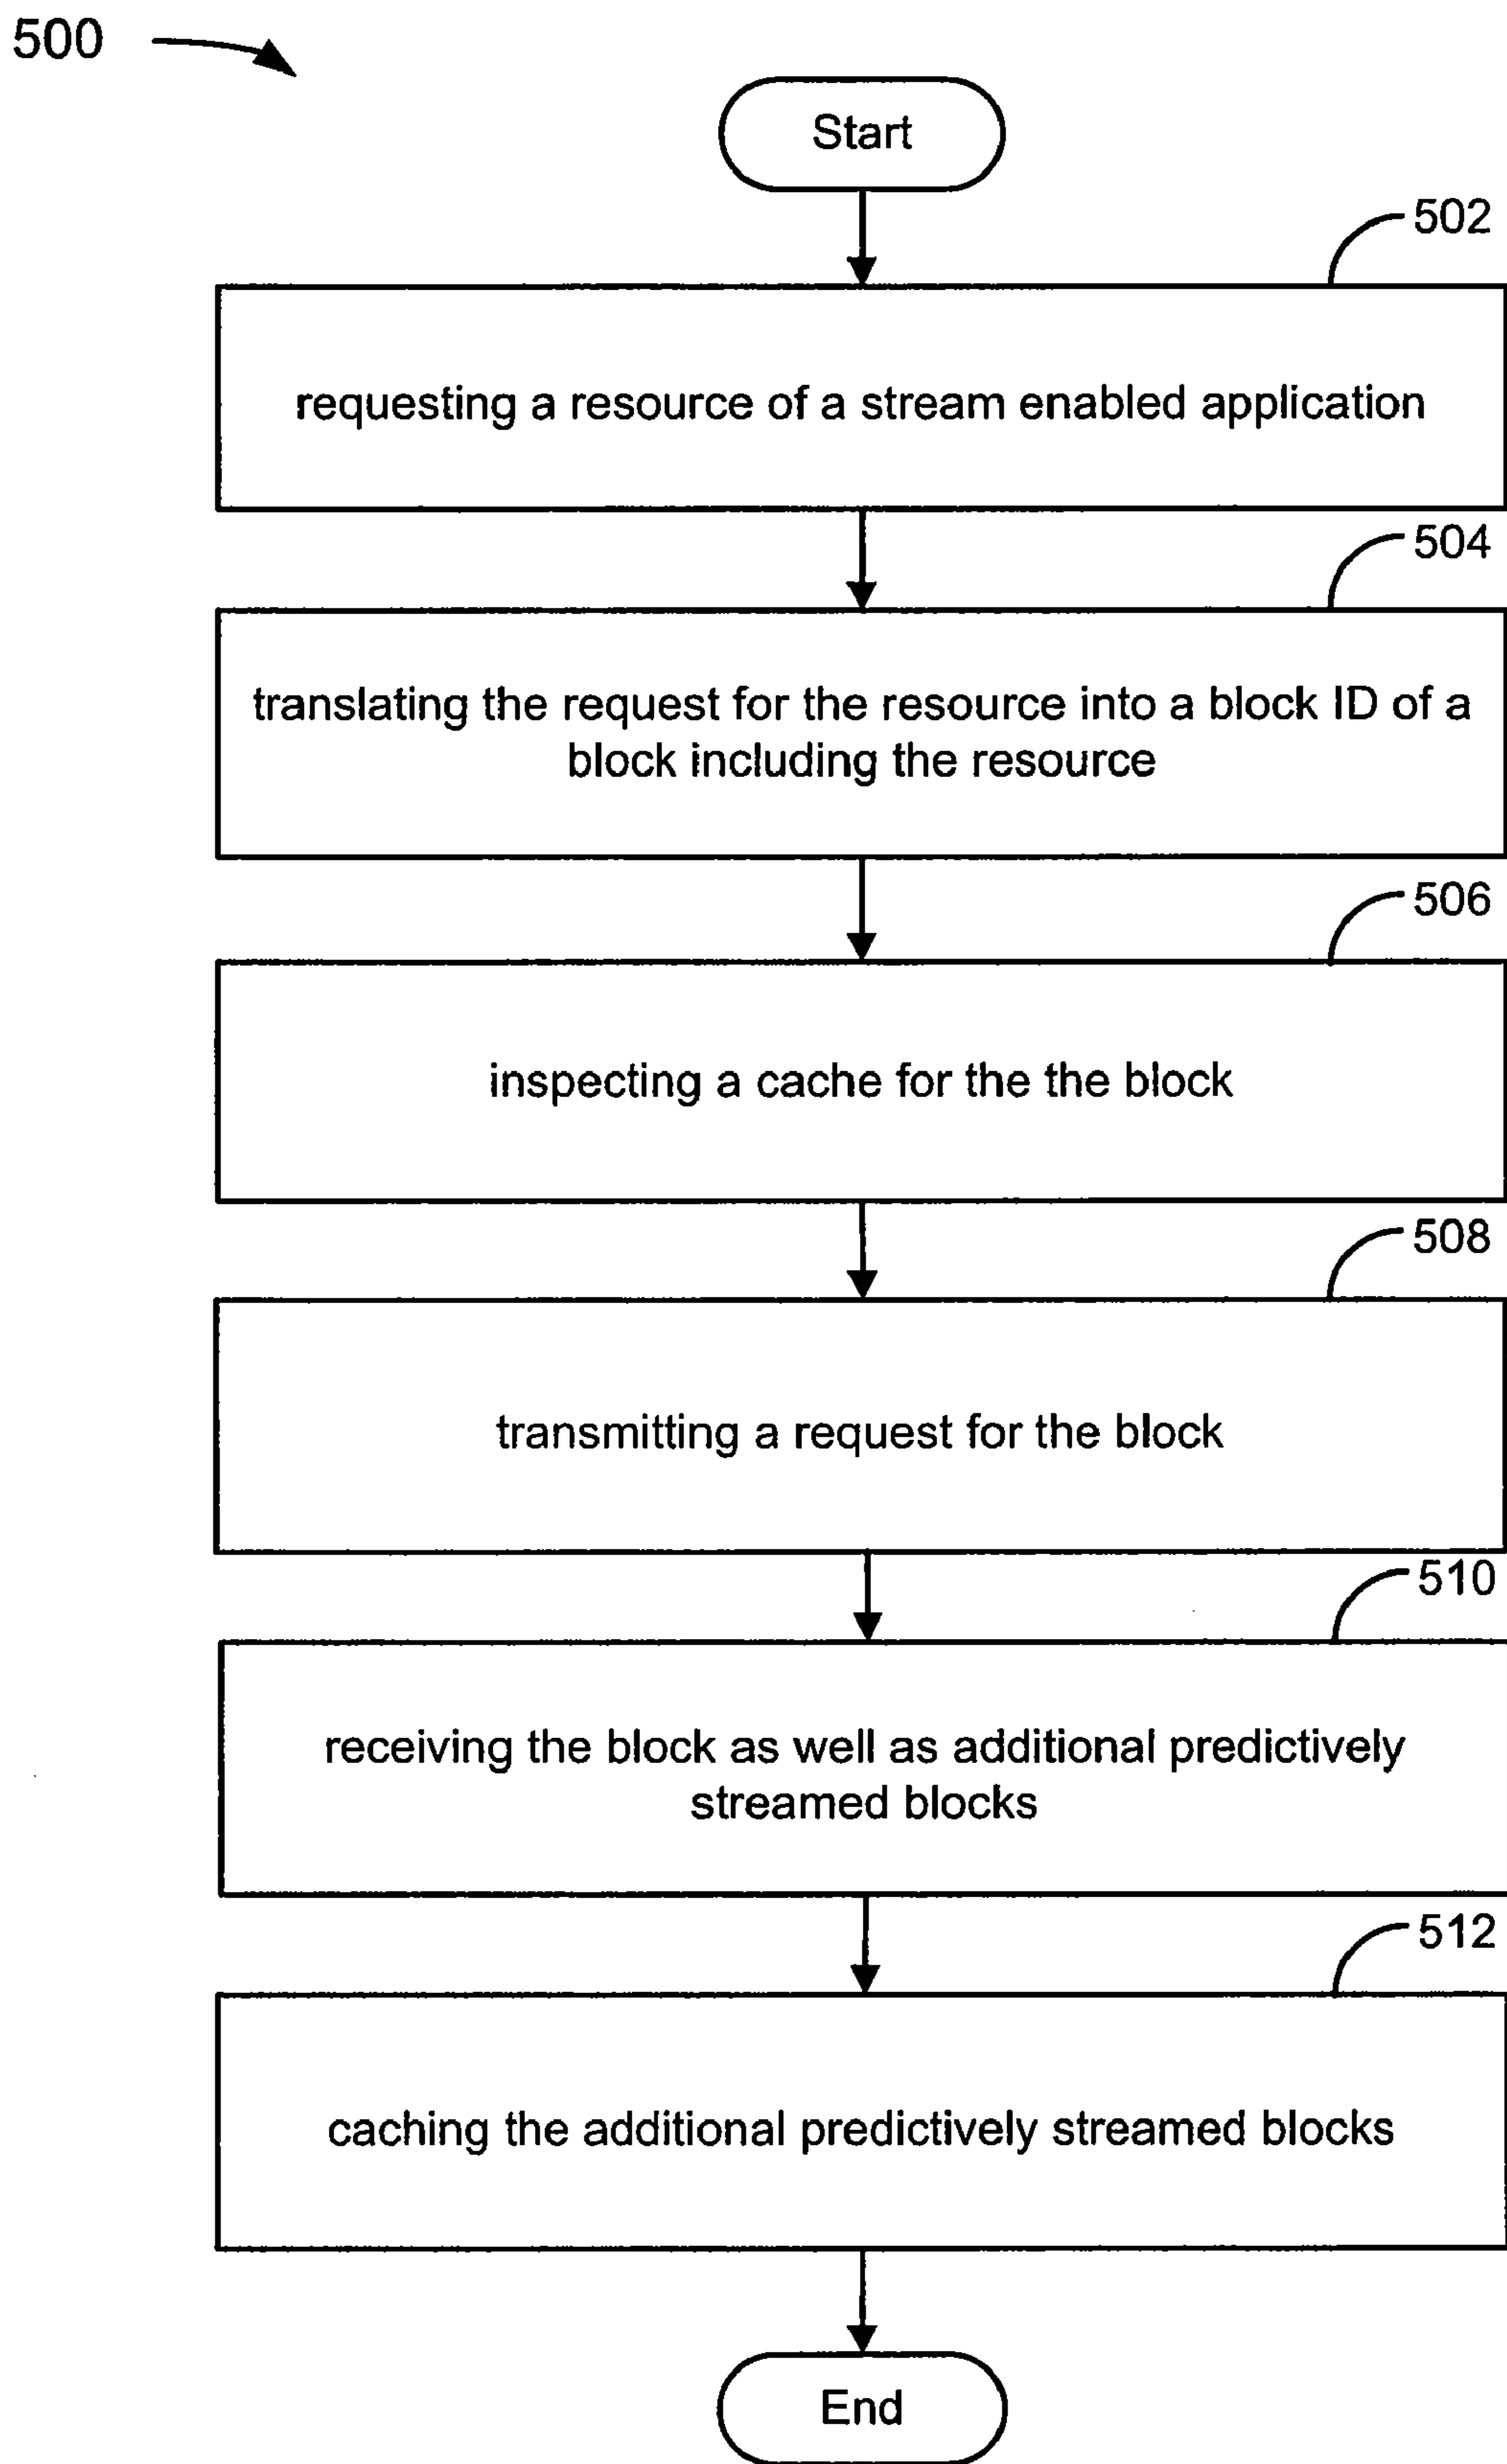 500
Start
502
requesting a resource of a stream enabled application
504
translating the request for the resource into a block ID of a
block including the resource
506
inspecting a cache for the the block
508
transmitting a request for the block
510
receiving the block as well as additional predictively
streamed blocks
512
caching the additional predictively streamed blocks
End